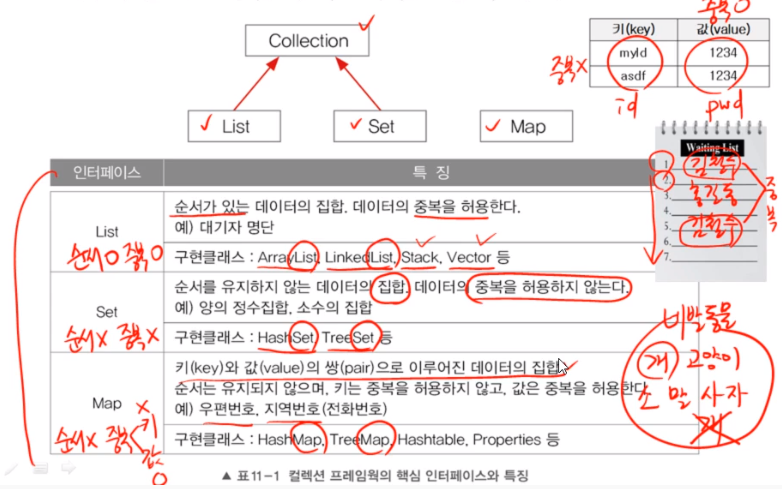 중복O
Collection
키(key) 값(value)
myId 1234
asdf 1234
중복X
id pwd
List Set Map
Waiting List
1. 김철수
2. 홍길동
3.
4. 김철수
5.
6.
7.
중복
인터페이스 특 징
List
순서O 중복O
순서가 있는 데이터의 집합. 데이터의 중복을 허용한다.
예) 대기자 명단
구현클래스 : ArrayList, LinkedList, Stack, Vector 등
Set
순서X 중복X
순서를 유지하지 않는 데이터의 집합. 데이터의 중복을 허용하지 않는다.
예) 양의 정수집합, 소수의 집합
구현클래스 : HashSet, TreeSet 등
Map
순서X 중복 키 X
값 O
키(key)와 값(value)의 쌍(pair)으로 이루어진 데이터의 집합
순서는 유지되지 않으며, 키는 중복을 허용하지 않고, 값은 중복을 허용한다
예) 우편번호, 지역번호(전화번호)
구현클래스 : HashMap, TreeMap, Hashtable, Properties 등
네발동물
개 고양이
소 말 사자
개
▲ 표11-1 컬렉션 프레임웍의 핵심 인터페이스와 특징